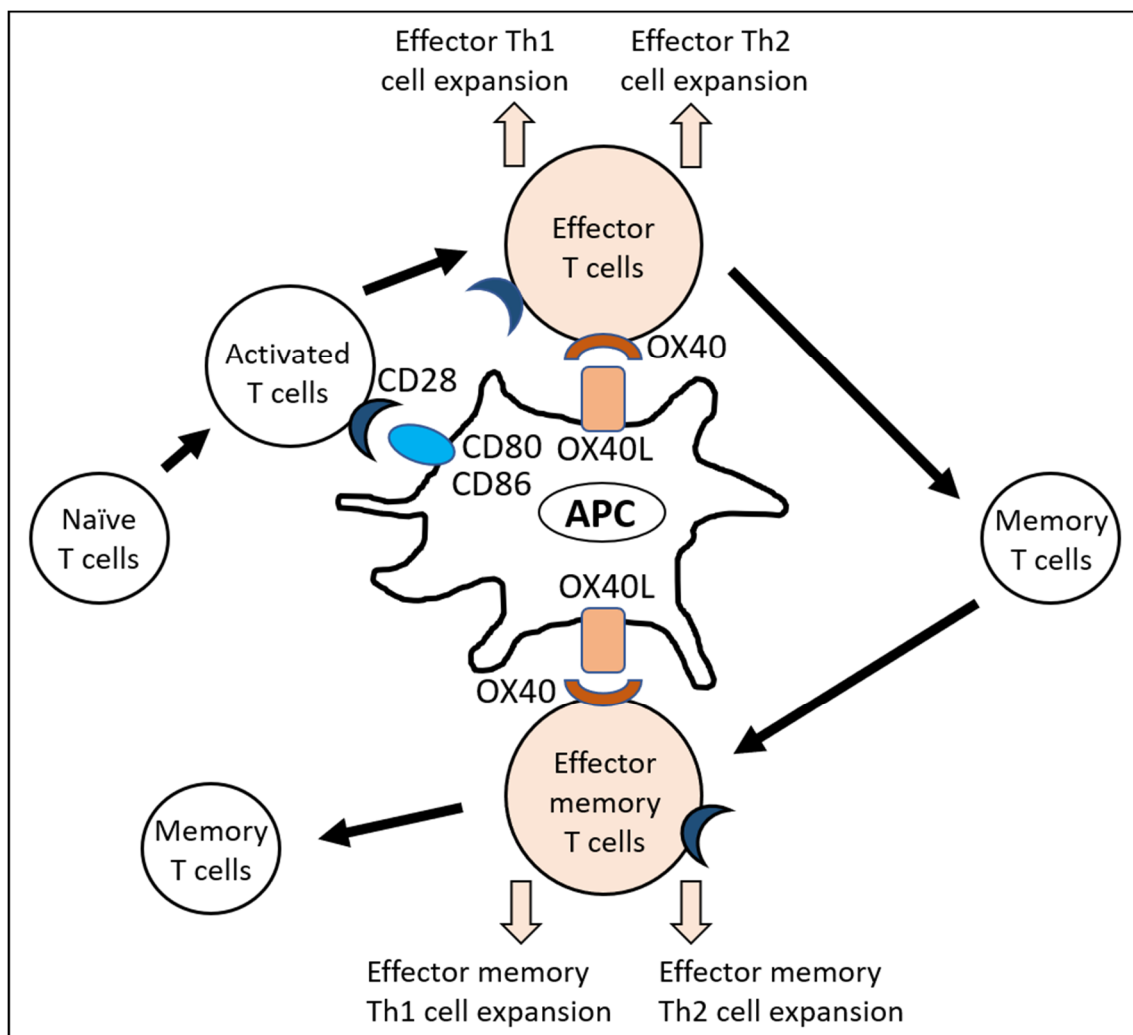 Effector Th1
cell expansion
Effector Th2
cell expansion
Effector
T cells
OX40
Activated
T cells
CD28
CD80
CD86
OX40L
APC
Naïve
T cells
Memory
T cells
OX40L
OX40
Effector
memory
T cells
Memory
T cells
Effector memory
Th1 cell expansion
Effector memory
Th2 cell expansion